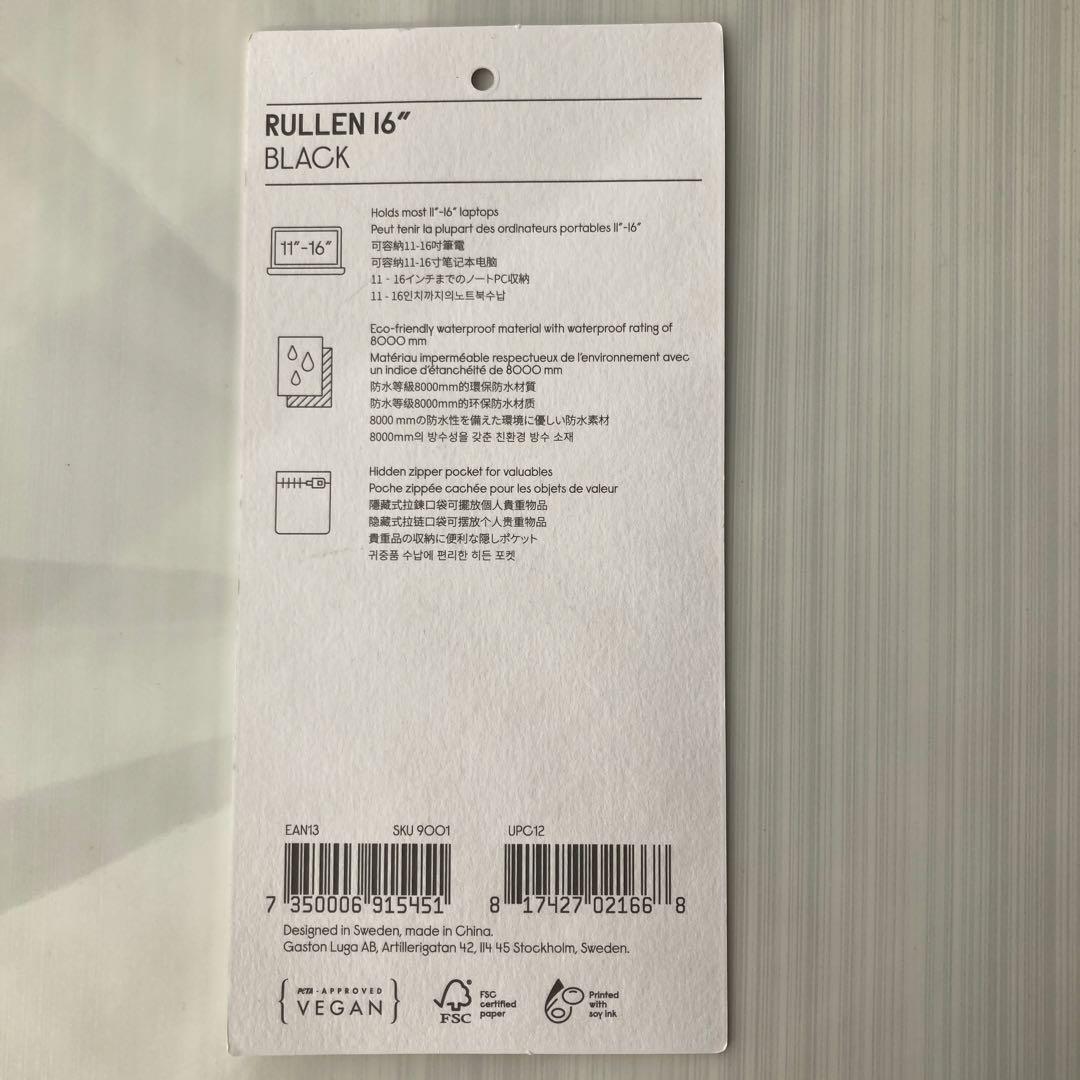 RULLEN 16”
BLACK
11”-16”
Holds most 11”-16” laptops
Peut tenir la plupart des ordinateurs portables 11”-16”
可容納11-16吋筆電
可容纳11-16寸笔记本电脑
11 - 16インチまでのノートPC収納
11 - 16인치까지의노트북수납
Eco-friendly waterproof material with waterproof rating of
8000 mm
Matériau imperméable respectueux de l'environnement avec
un indice d'étanchéité de 8000 mm
防水等級8000mm的環保防水材質
防水等级8000mm的环保防水材质
8000 mmの防水性を備えた環境に優しい防水素材
8000mm의 방수성을 갖춘 친환경 방수 소재
Hidden zipper pocket for valuables
Poche zippée cachée pour les objets de valeur
隱藏式拉鍊口袋可擺放個人貴重物品
隐藏式拉链口袋可摆放个人贵重物品
貴重品の収納に便利な隠しポケット
귀중품 수납에 편리한 히든 포켓
EAN13 SKU 9001 UPC12
7 350006 915451 8 17427 02166 8
Designed in Sweden, made in China.
Gaston Luga AB, Artillerigatan 42, 114 45 Stockholm, Sweden.
PETA - APPROVED
VEGAN
FSC
FSC
certified
paper
Printed
with
soy ink